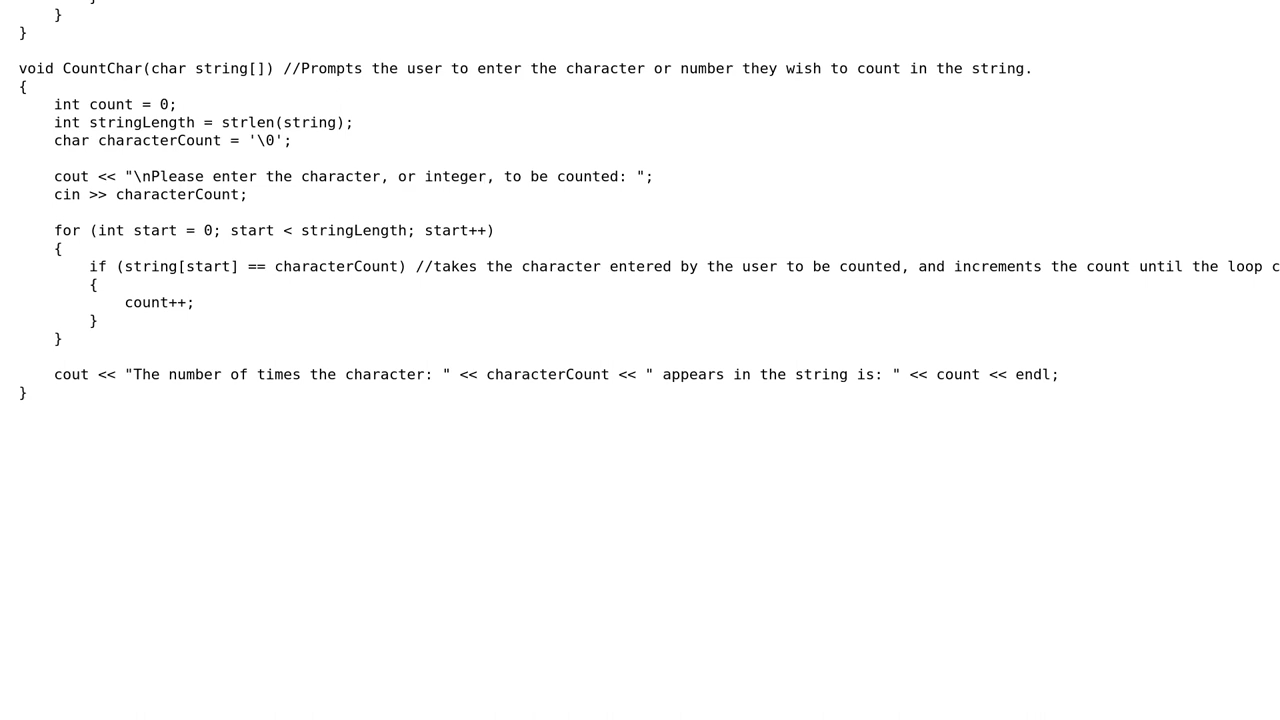 }
}

void CountChar(char string[]) //Prompts the user to enter the character or number they wish to count in the string.
{
    int count = 0;
    int stringLength = strlen(string);
    char characterCount = '\0';

    cout << "\nPlease enter the character, or integer, to be counted: ";
    cin >> characterCount;

    for (int start = 0; start < stringLength; start++)
    {
        if (string[start] == characterCount) //takes the character entered by the user to be counted, and increments the count until the loop c
        {
            count++;
        }
    }

    cout << "The number of times the character: " << characterCount << " appears in the string is: " << count << endl;
}